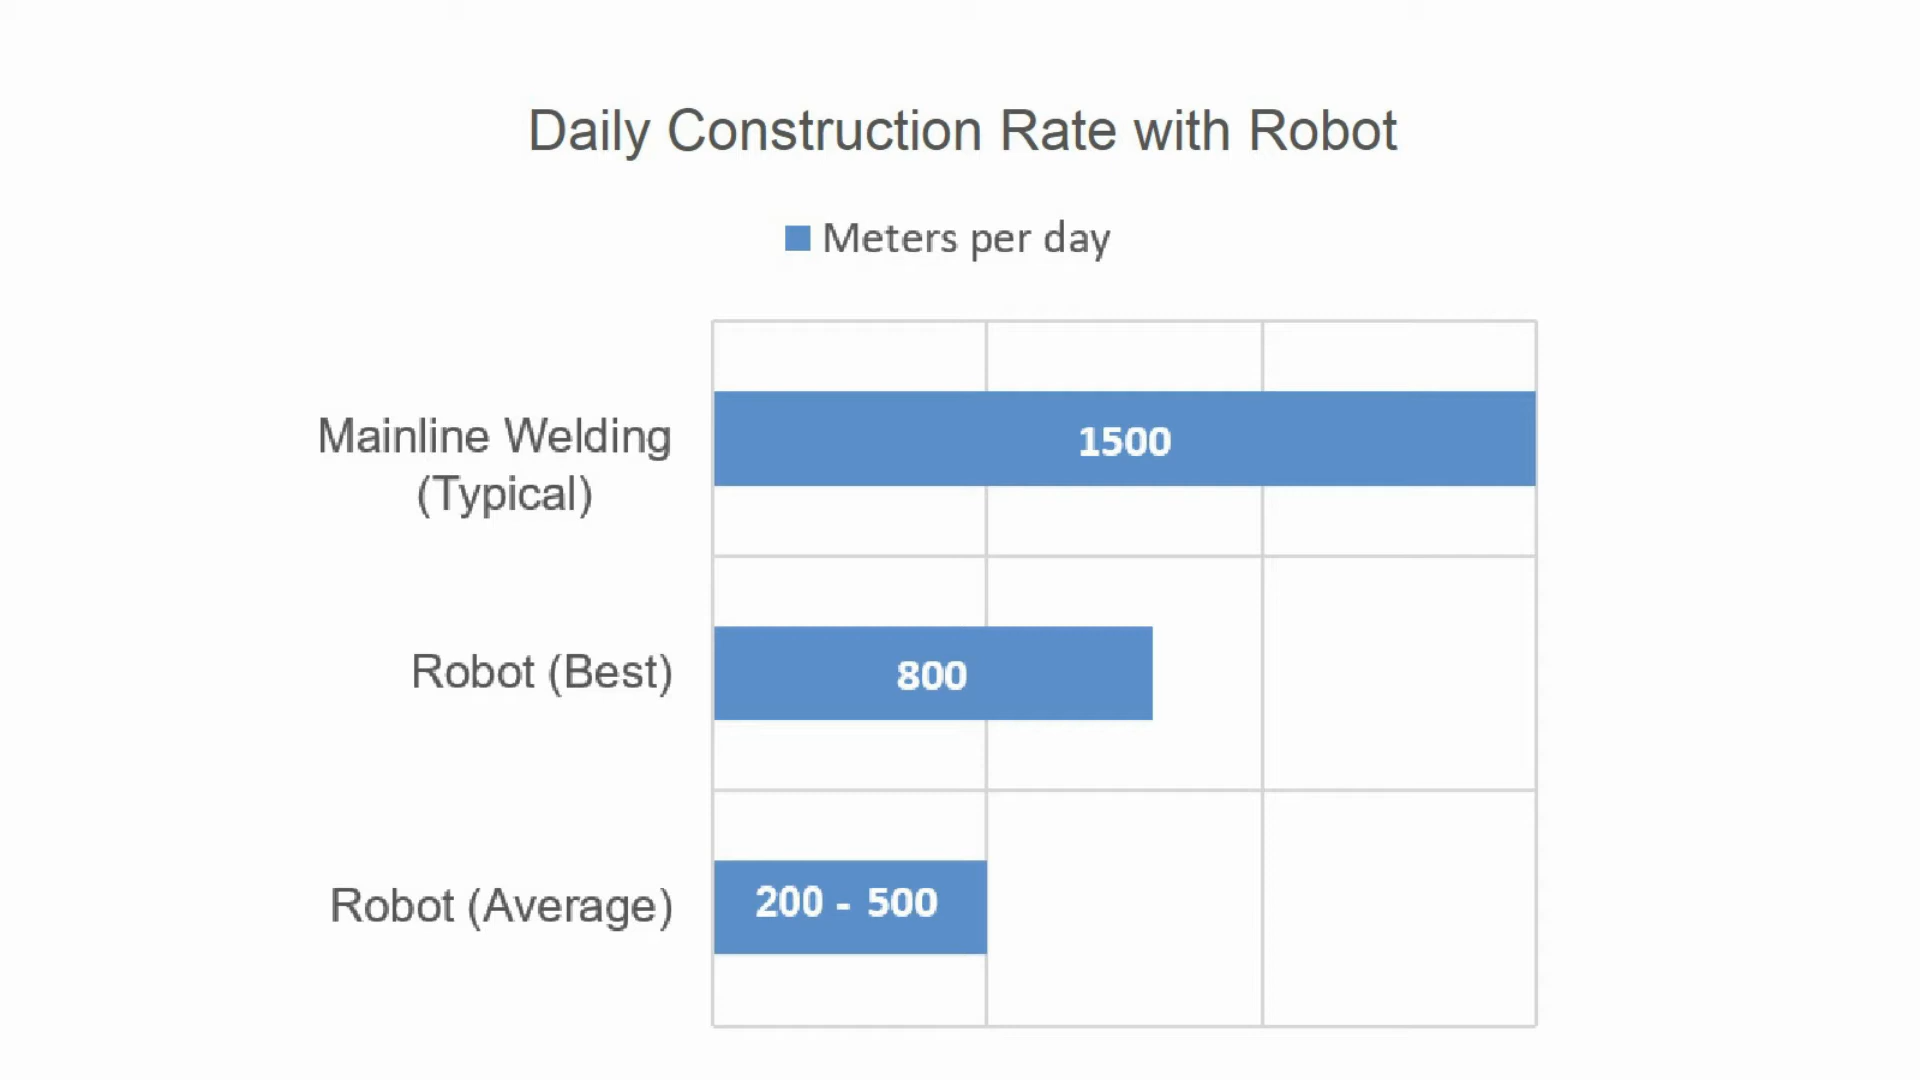 Daily Construction Rate with Robot
Meters per day
Mainline Welding
(Typical)
1500
Robot (Best)
800
Robot (Average)
200 - 500